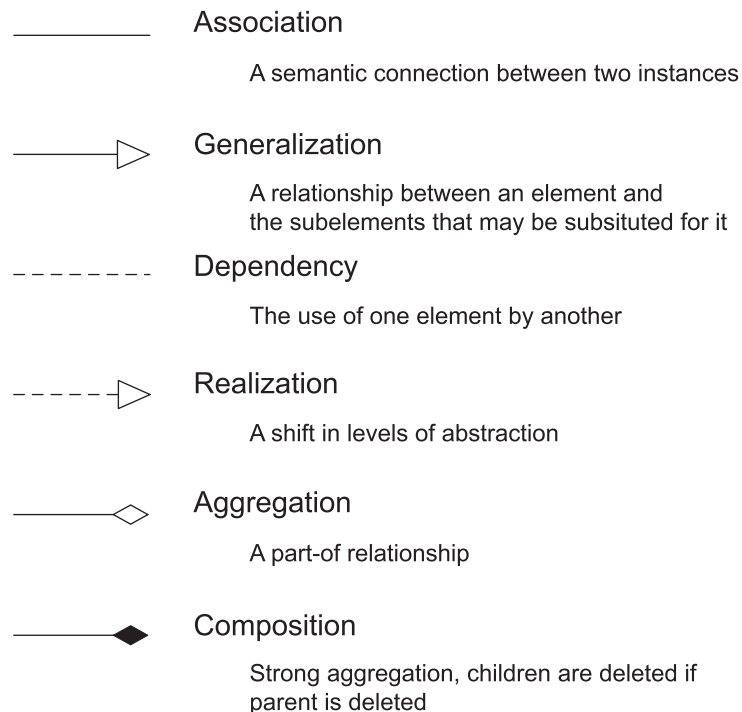 Association
A semantic connection between two instances
Generalization
A relationship between an element and
the subelements that may be subsituted for it
Dependency
The use of one element by another
Realization
A shift in levels of abstraction
Aggregation
A part-of relationship
Composition
Strong aggregation, children are deleted if
parent is deleted